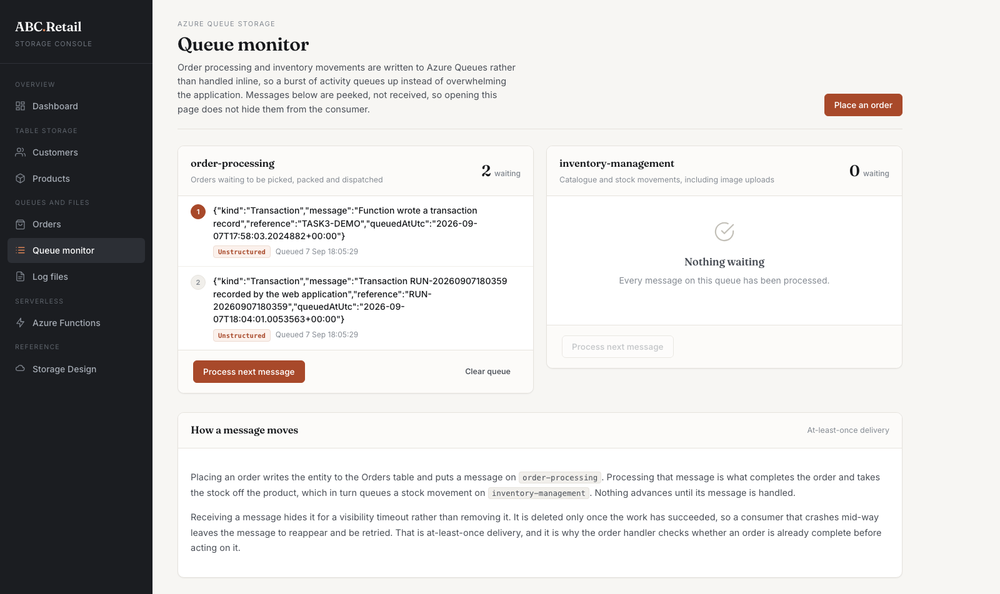 ABC.Retail
STORAGE CONSOLE
OVERVIEW
Dashboard
TABLE STORAGE
Customers
Products
QUEUES AND FILES
Orders
Queue monitor
Log files
SERVERLESS
Azure Functions
REFERENCE
Storage Design
AZURE QUEUE STORAGE
Queue monitor
Order processing and inventory movements are written to Azure Queues rather
than handled inline, so a burst of activity queues up instead of overwhelming
the application. Messages below are peeked, not received, so opening this
page does not hide them from the consumer.
Place an order
order-processing
Orders waiting to be picked, packed and dispatched
2 waiting
1
{"kind":"Transaction","message":"Function wrote a transaction
record","reference":"TASK3-DEMO","queuedAtUtc":"2026-09-
07T17:58:03.2024882+00:00"}
Unstructured Queued 7 Sep 18:05:29
2
{"kind":"Transaction","message":"Transaction RUN-20260907180359
recorded by the web application","reference":"RUN-
20260907180359","queuedAtUtc":"2026-09-
07T18:04:01.0053563+00:00"}
Unstructured Queued 7 Sep 18:05:29
Process next message
Clear queue
inventory-management
Catalogue and stock movements, including image uploads
0 waiting
Nothing waiting
Every message on this queue has been processed.
Process next message
How a message moves
At-least-once delivery
Placing an order writes the entity to the Orders table and puts a message on order-processing. Processing that message is what completes the order and takes
the stock off the product, which in turn queues a stock movement on inventory-management. Nothing advances until its message is handled.
Receiving a message hides it for a visibility timeout rather than removing it. It is deleted only once the work has succeeded, so a consumer that crashes mid-way
leaves the message to reappear and be retried. That is at-least-once delivery, and it is why the order handler checks whether an order is already complete before
acting on it.